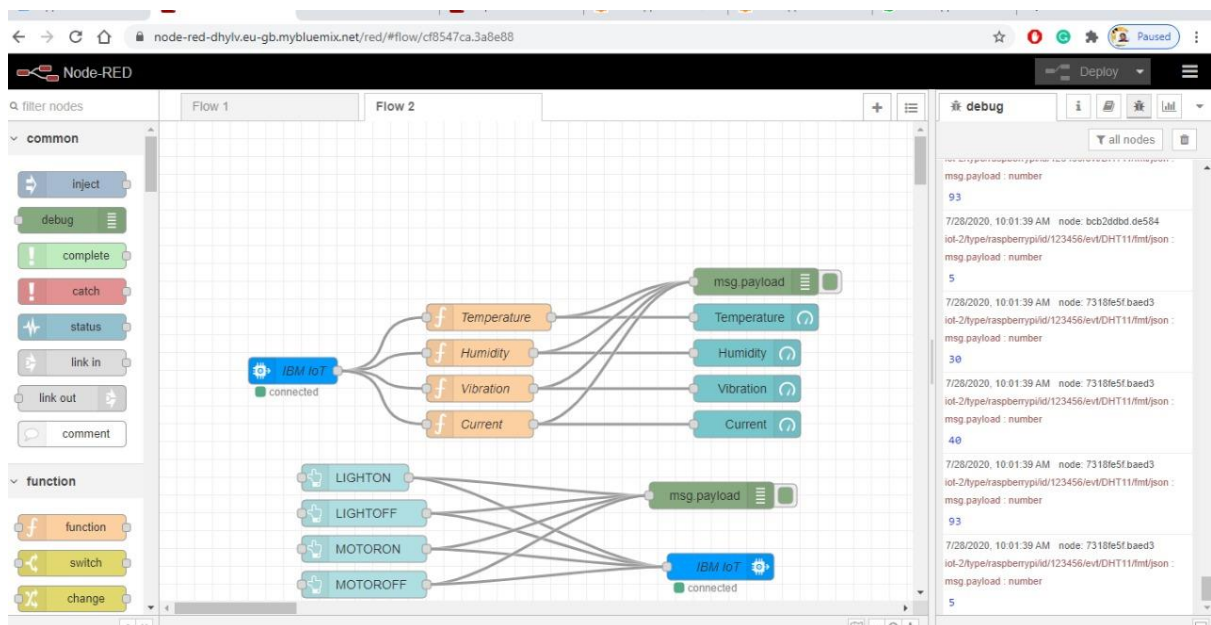 node-red-dhylv.eu-gb.mybluemix.net/red/#flow/cf8547ca.3a8e88
Paused
Node-RED
Deploy
filter nodes
Flow 1
Flow 2
debug
all nodes
common
inject
debug
complete
catch
status
link in
link out
comment
function
function
switch
change
IBM IoT
connected
Temperature
Humidity
Vibration
Current
msg.payload
Temperature
Humidity
Vibration
Current
LIGHTON
LIGHTOFF
MOTORON
MOTOROFF
msg.payload
IBM IoT
connected
msg.payload : number
93
7/28/2020, 10:01:39 AM node: bcb2ddbd.de584
iot-2/type/raspberrypi/id/123456/evt/DHT11/fmt/json :
msg.payload : number
5
7/28/2020, 10:01:39 AM node: 7318fe5f.baed3
iot-2/type/raspberrypi/id/123456/evt/DHT11/fmt/json :
msg.payload : number
30
7/28/2020, 10:01:39 AM node: 7318fe5f.baed3
iot-2/type/raspberrypi/id/123456/evt/DHT11/fmt/json :
msg.payload : number
40
7/28/2020, 10:01:39 AM node: 7318fe5f.baed3
iot-2/type/raspberrypi/id/123456/evt/DHT11/fmt/json :
msg.payload : number
93
7/28/2020, 10:01:39 AM node: 7318fe5f.baed3
iot-2/type/raspberrypi/id/123456/evt/DHT11/fmt/json :
msg.payload : number
5